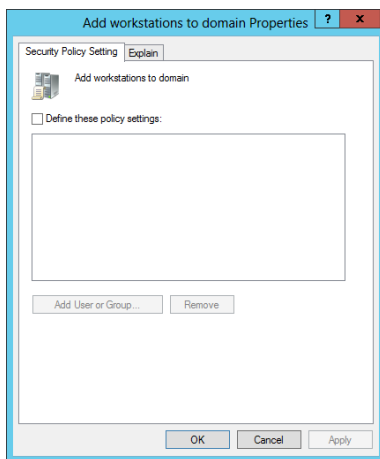 Add workstations to domain Properties ? x
Security Policy Setting Explain
Add workstations to domain
Define these policy settings:
Add User or Group... Remove
OK Cancel Apply